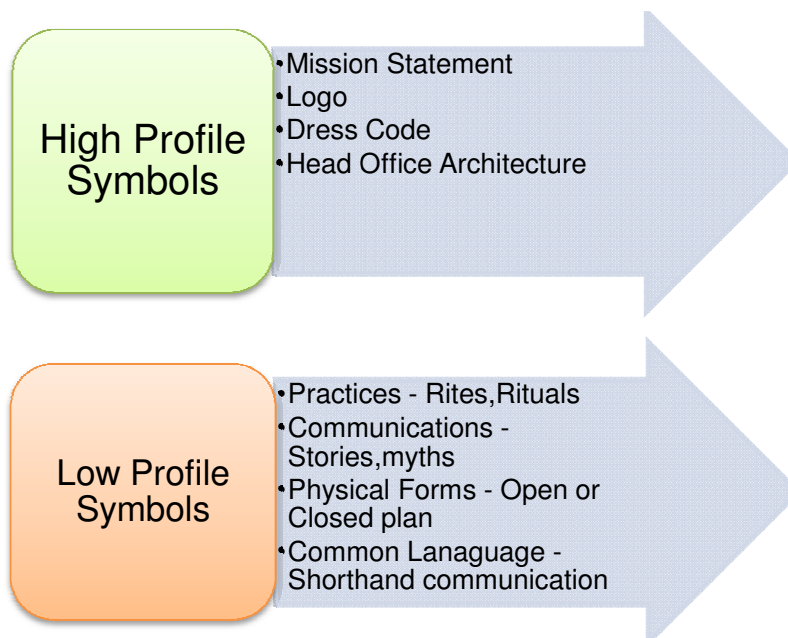 High Profile
Symbols
•Mission Statement
•Logo
•Dress Code
•Head Office Architecture
Low Profile
Symbols
•Practices - Rites,Rituals
•Communications -
Stories,myths
•Physical Forms - Open or
Closed plan
•Common Lanaguage -
Shorthand communication